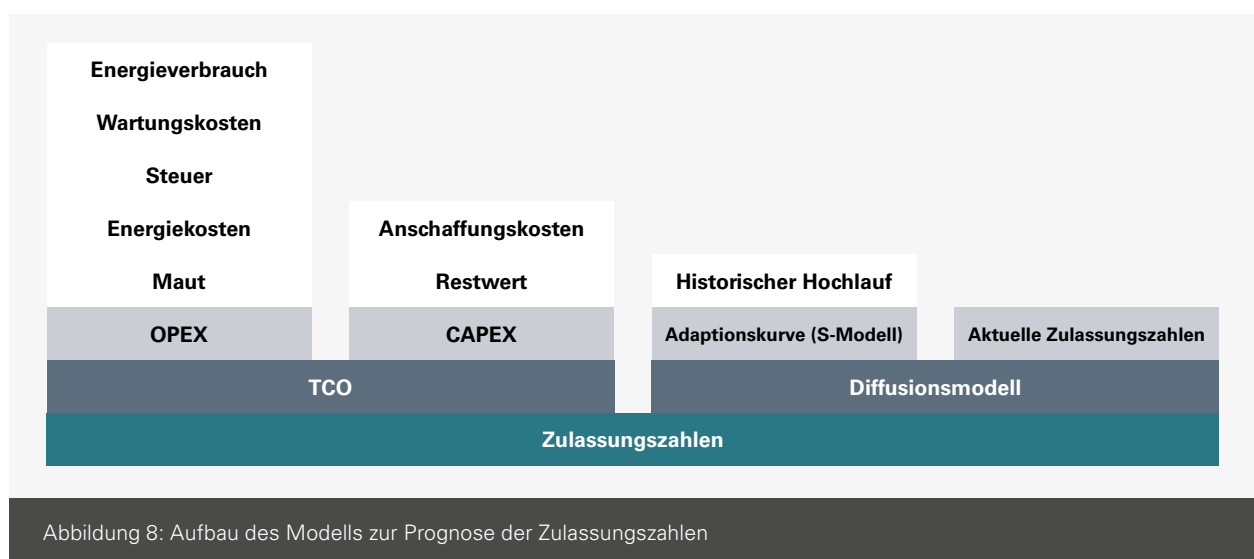 Energieverbrauch
Wartungskosten
Steuer
Energiekosten
Anschaffungskosten
Maut
Restwert
Historischer Hochlauf
OPEX
CAPEX
Adaptionskurve (S-Modell)
Aktuelle Zulassungszahlen
TCO
Diffusionsmodell
Zulassungszahlen
Abbildung 8: Aufbau des Modells zur Prognose der Zulassungszahlen